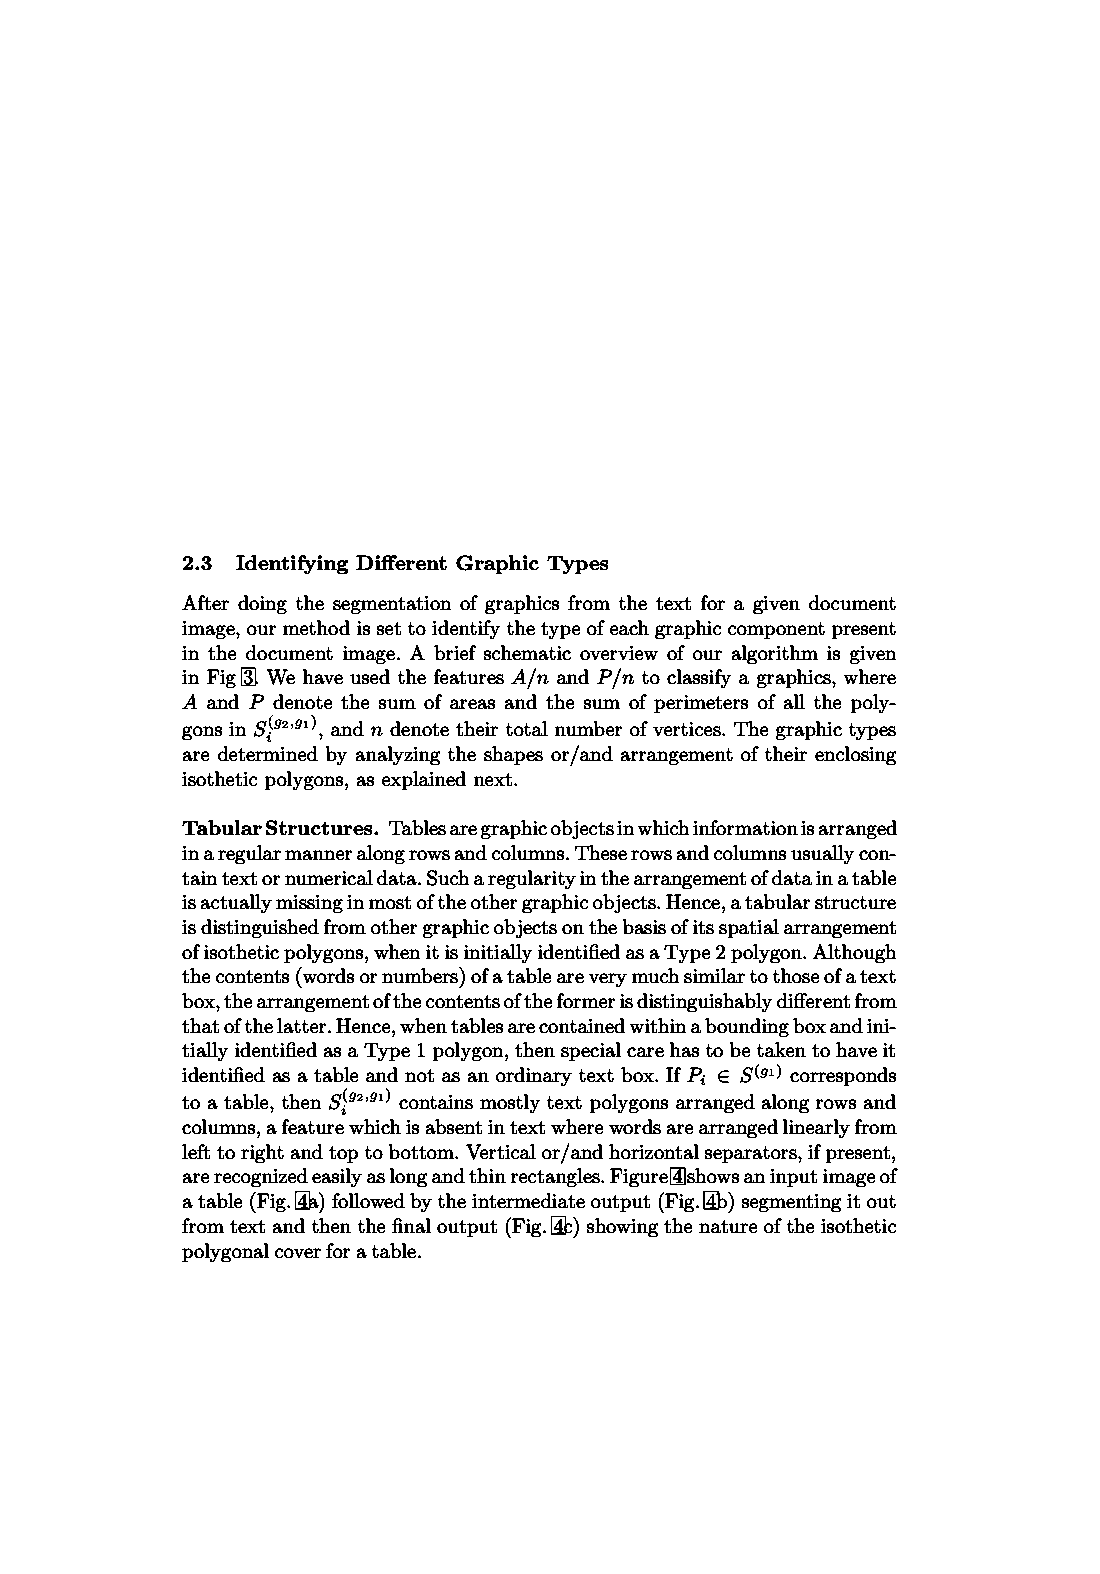 2.3 Identifying Different Graphic Types
After doing the segmentation of graphics from the text for a given document
image, our method is set to identify the type of each graphic component present
in the document image. A brief schematic overview of our algorithm is given
in Fig 3. We have used the features A/n and P/n to classify a graphics, where
A and P denote the sum of areas and the sum of perimeters of all the poly-
gons in S_i^{(g_2,g_1)}, and n denote their total number of vertices. The graphic types
are determined by analyzing the shapes or/and arrangement of their enclosing
isothetic polygons, as explained next.
Tabular Structures. Tables are graphic objects in which information is arranged
in a regular manner along rows and columns. These rows and columns usually con-
tain text or numerical data. Such a regularity in the arrangement of data in a table
is actually missing in most of the other graphic objects. Hence, a tabular structure
is distinguished from other graphic objects on the basis of its spatial arrangement
of isothetic polygons, when it is initially identified as a Type 2 polygon. Although
the contents (words or numbers) of a table are very much similar to those of a text
box, the arrangement of the contents of the former is distinguishably different from
that of the latter. Hence, when tables are contained within a bounding box and ini-
tially identified as a Type 1 polygon, then special care has to be taken to have it
identified as a table and not as an ordinary text box. If P_i ∈ S^{(g_1)} corresponds
to a table, then S_i^{(g_2,g_1)} contains mostly text polygons arranged along rows and
columns, a feature which is absent in text where words are arranged linearly from
left to right and top to bottom. Vertical or/and horizontal separators, if present,
are recognized easily as long and thin rectangles. Figure 4 shows an input image of
a table (Fig. 4a) followed by the intermediate output (Fig. 4b) segmenting it out
from text and then the final output (Fig. 4c) showing the nature of the isothetic
polygonal cover for a table.